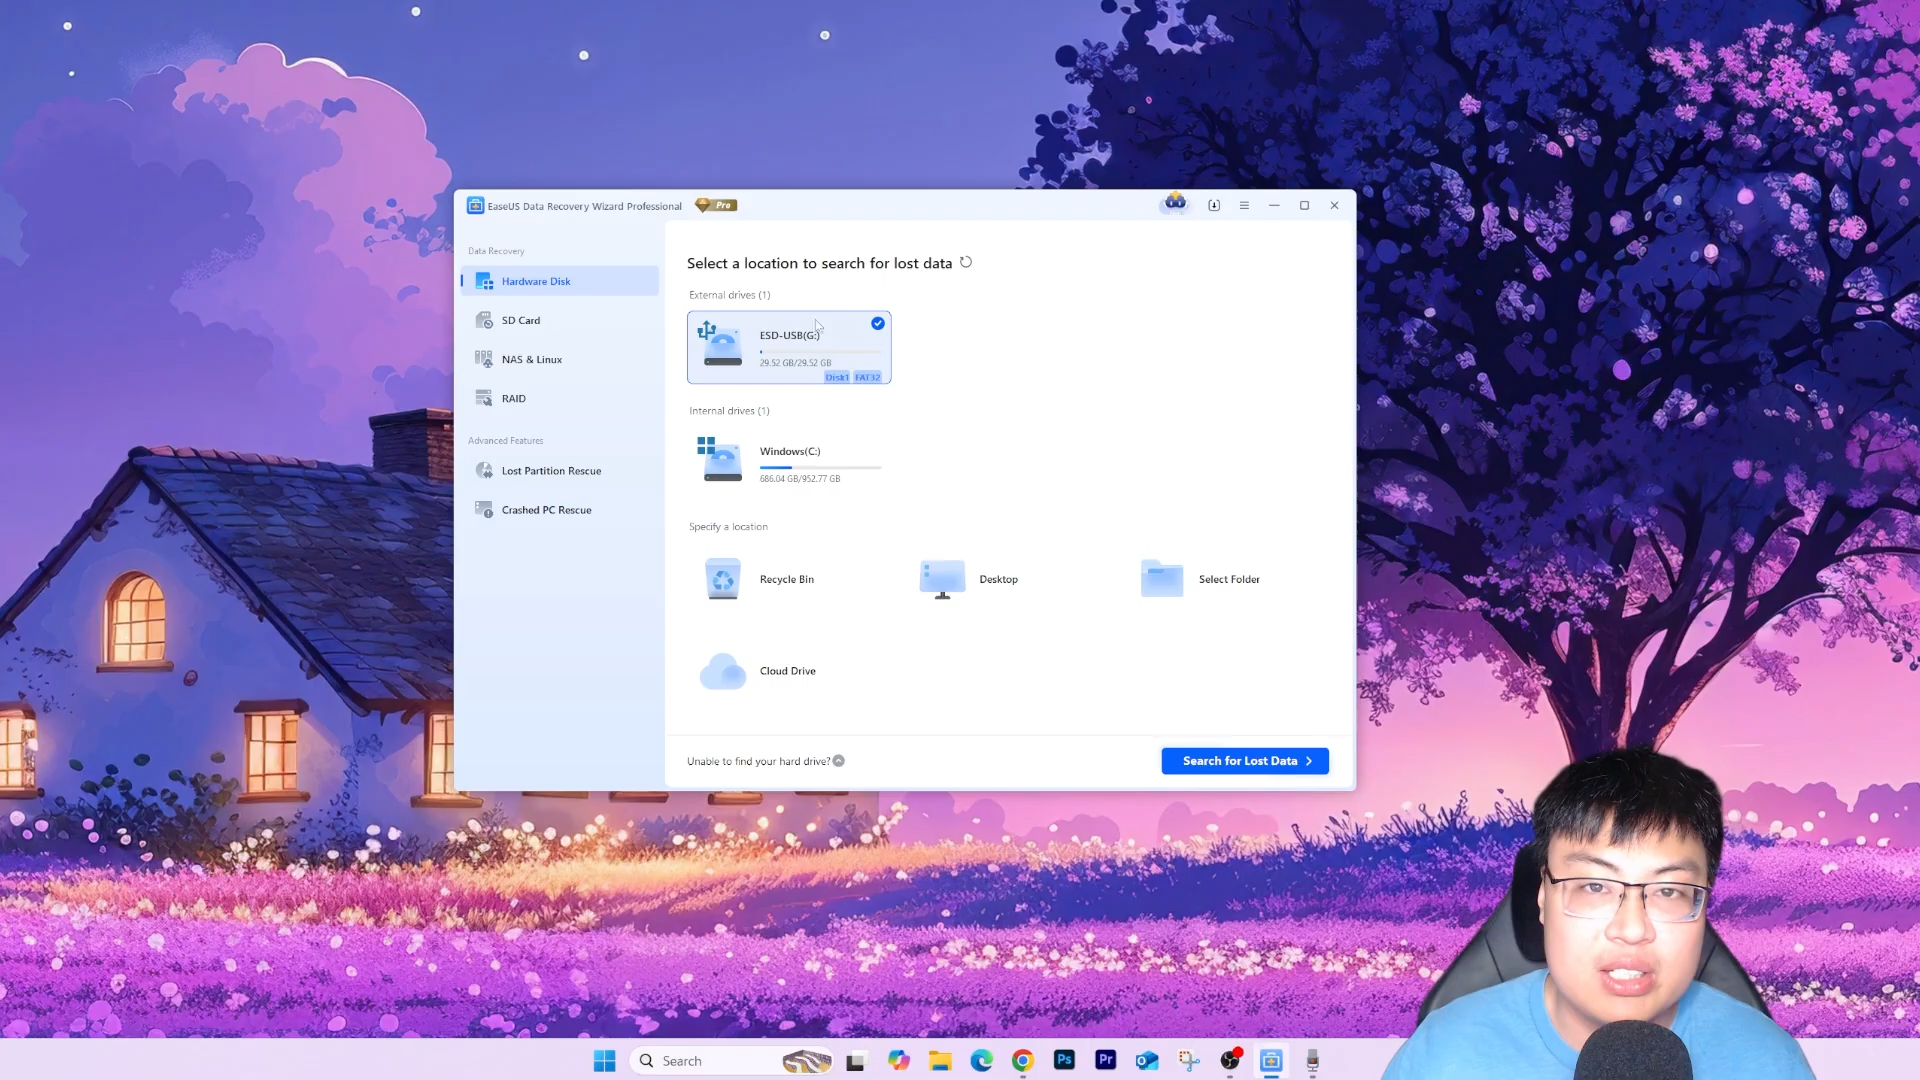 EaseUS Data Recovery Wizard Professional Pro
Data Recovery
Hardware Disk
SD Card
NAS & Linux
RAID
Advanced Features
Lost Partition Rescue
Crashed PC Rescue
Select a location to search for lost data
External drives (1)
ESD-USB(G:)
29.52 GB/29.52 GB
Disk1 FAT32
Internal drives (1)
Windows(C:)
686.04 GB/952.77 GB
Specify a location
Recycle Bin
Desktop
Select Folder
Cloud Drive
Unable to find your hard drive?
Search for Lost Data
Search
Ps
Pr